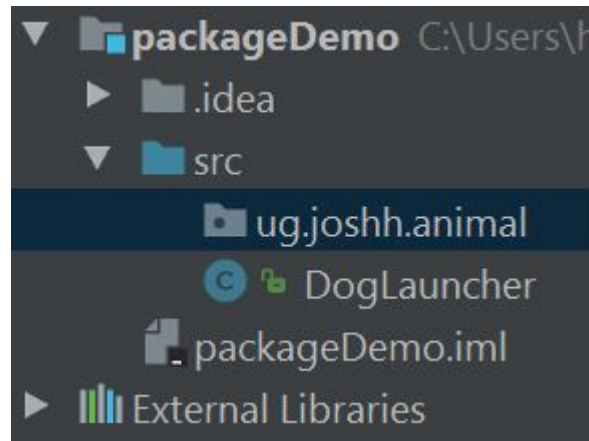 packageDemo C:\Users\h
.idea
src
ug.joshh.animal
C DogLauncher
packageDemo.iml
External Libraries